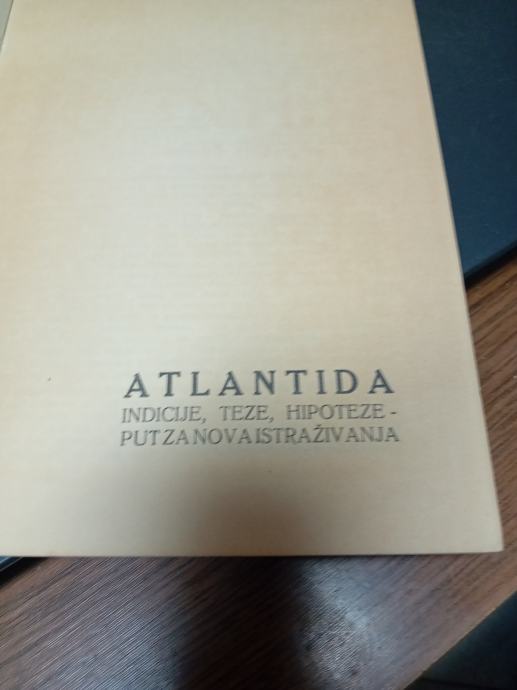 ATLANTIDA
INDICIJE, TEZE, HIPOTEZE -
PUT ZA NOVA ISTRAŽIVANJA